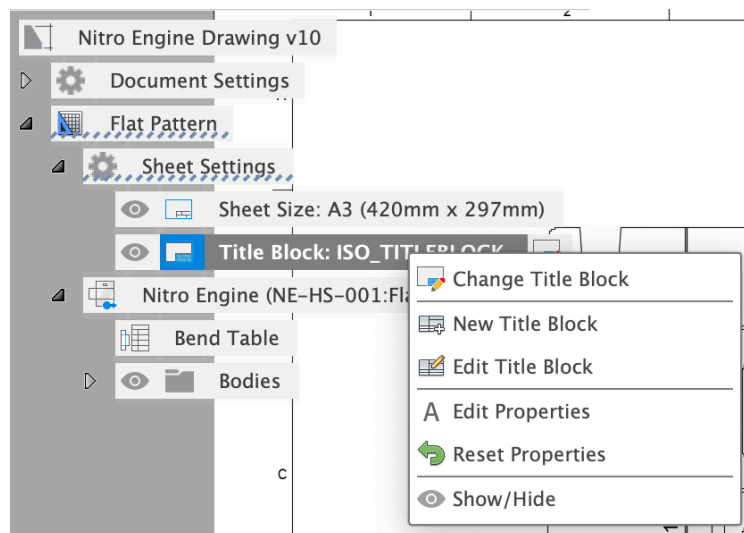 2
Nitro Engine Drawing v10
Document Settings
Flat Pattern
Sheet Settings
Sheet Size: A3 (420mm x 297mm)
Title Block: ISO_TITLEBLOCK
Change Title Block
Nitro Engine (NE-HS-001:Fl
New Title Block
Bend Table
Edit Title Block
Bodies
A Edit Properties
Reset Properties
C
Show/Hide